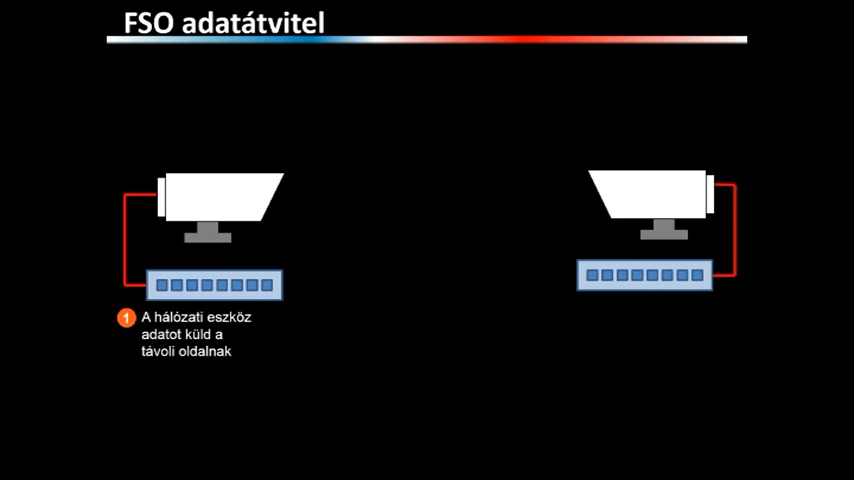 FSO adatátvitel
1 A hálózati eszköz
adatot küld a
távoli oldalnak